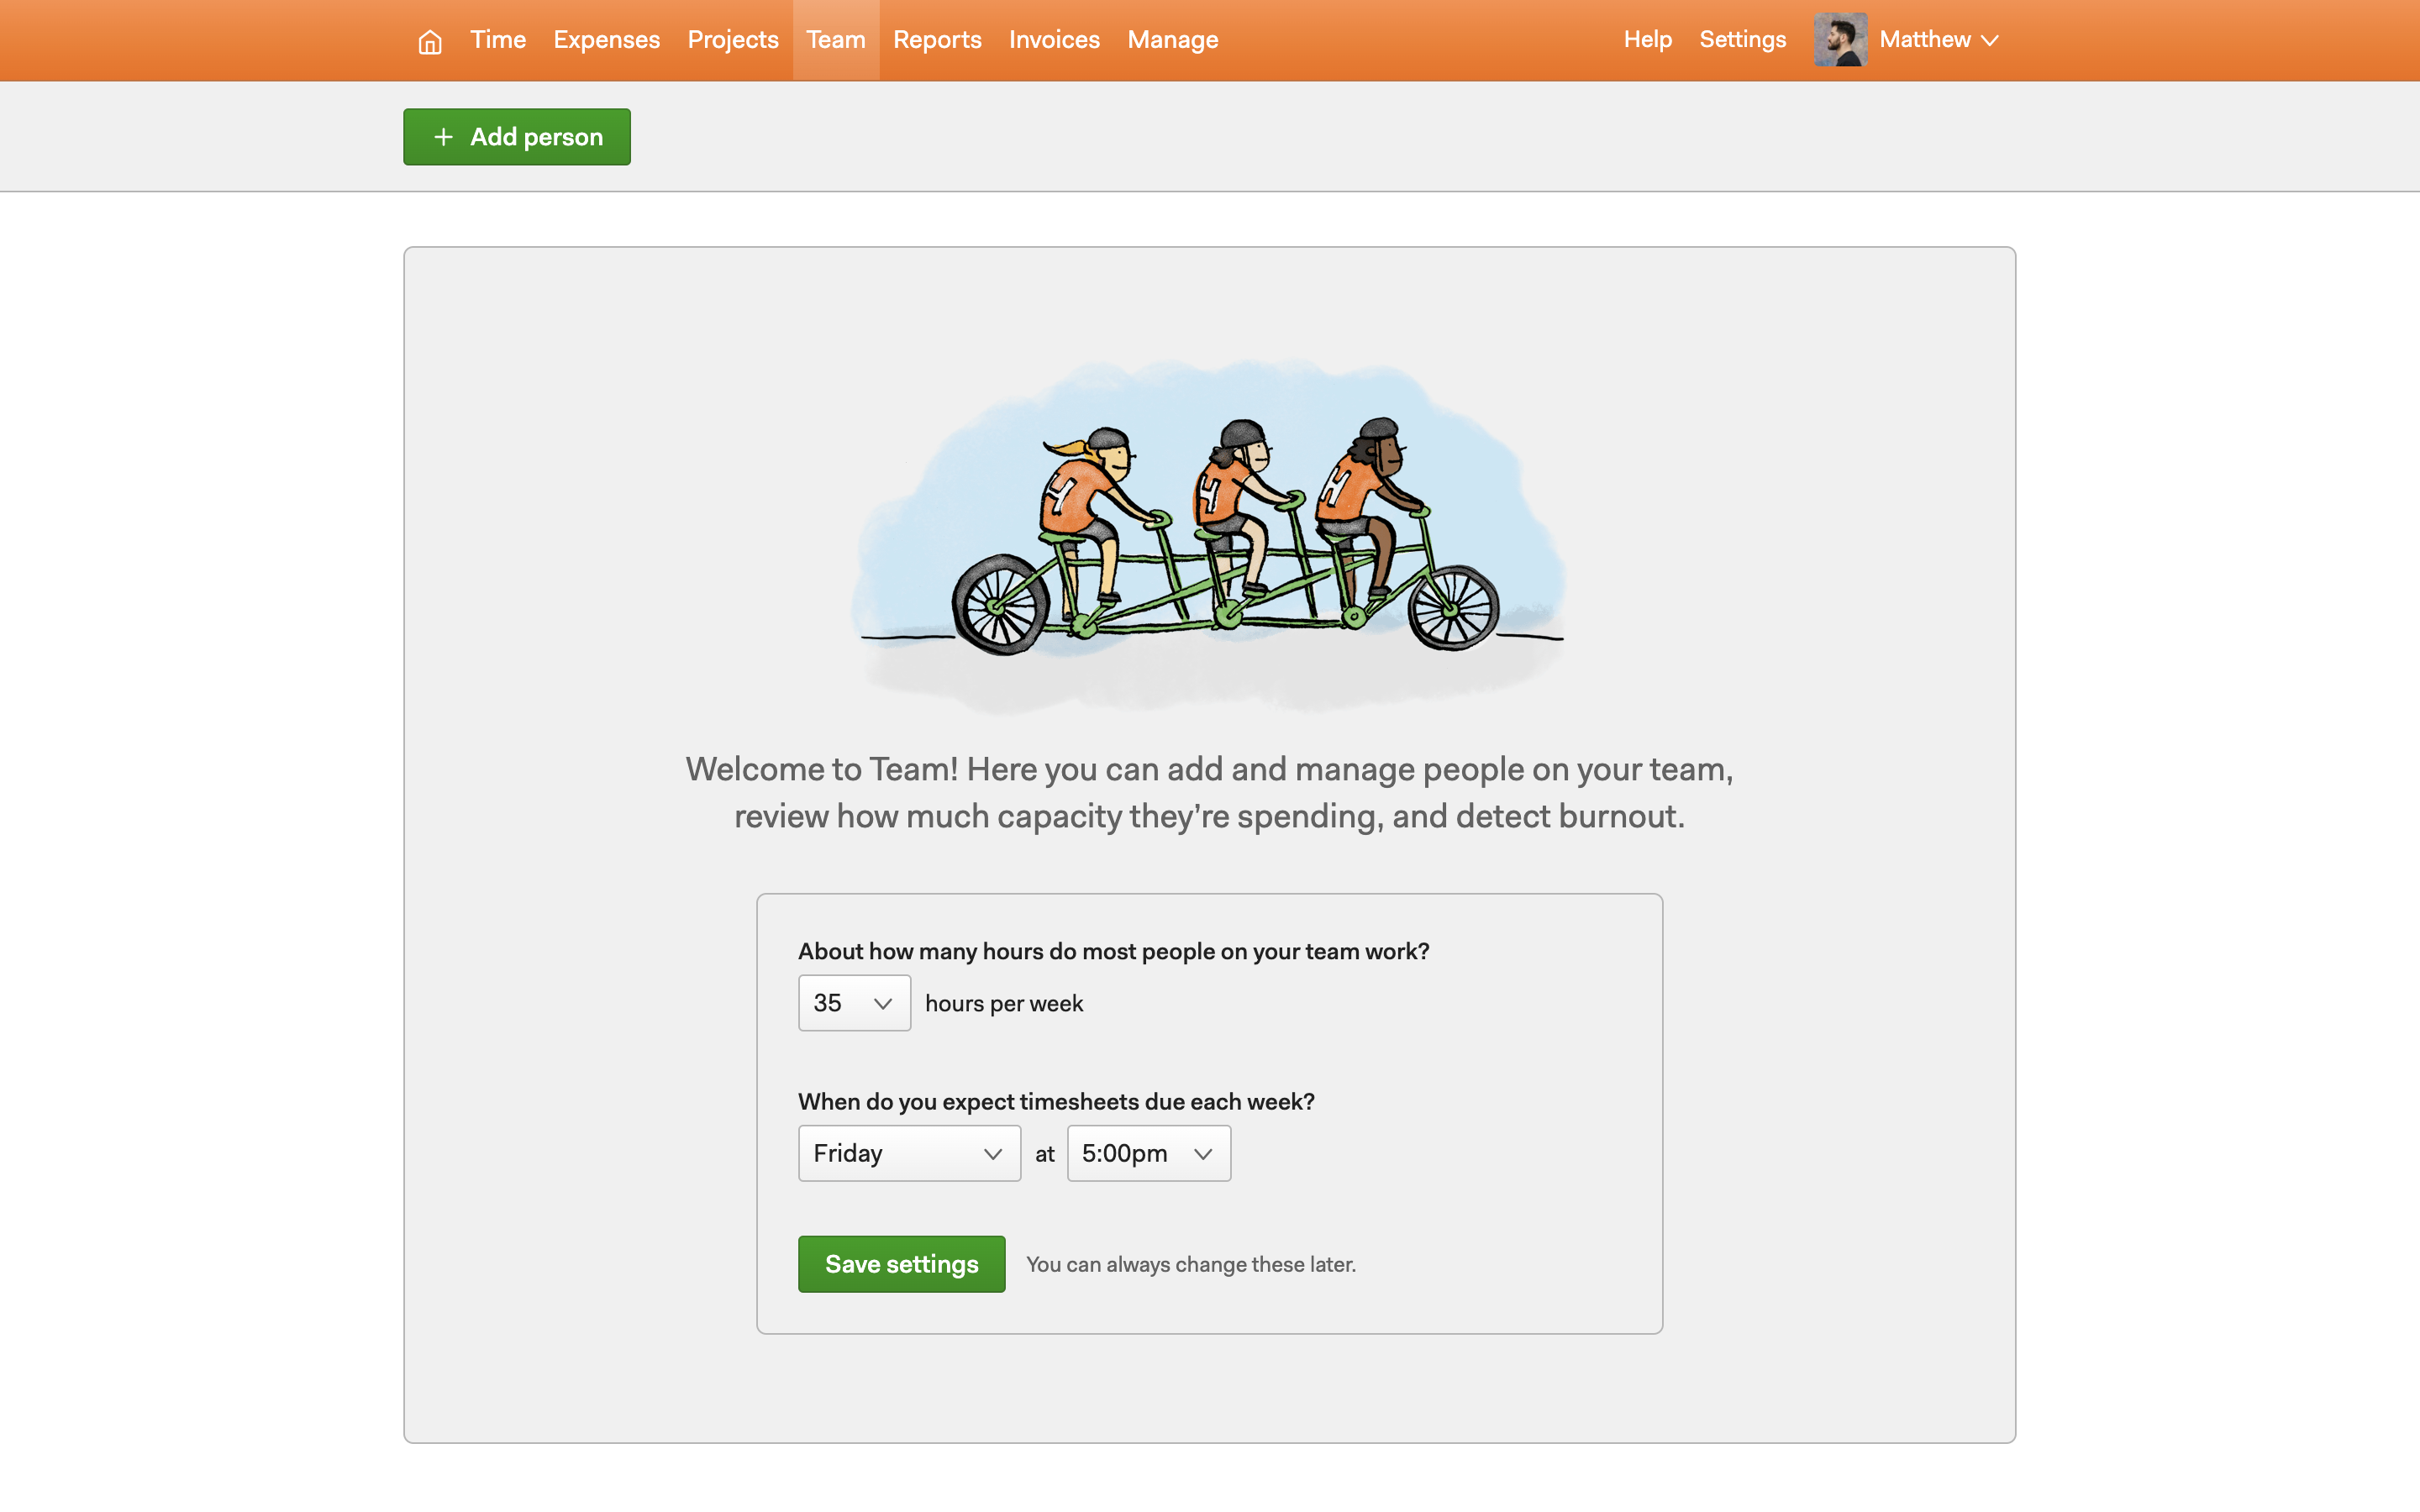 Time Expenses Projects Team Reports Invoices Manage Help Settings Matthew
+ Add person
H H H
Welcome to Team! Here you can add and manage people on your team,
review how much capacity they’re spending, and detect burnout.
About how many hours do most people on your team work?
35 hours per week
When do you expect timesheets due each week?
Friday at 5:00pm
Save settings You can always change these later.